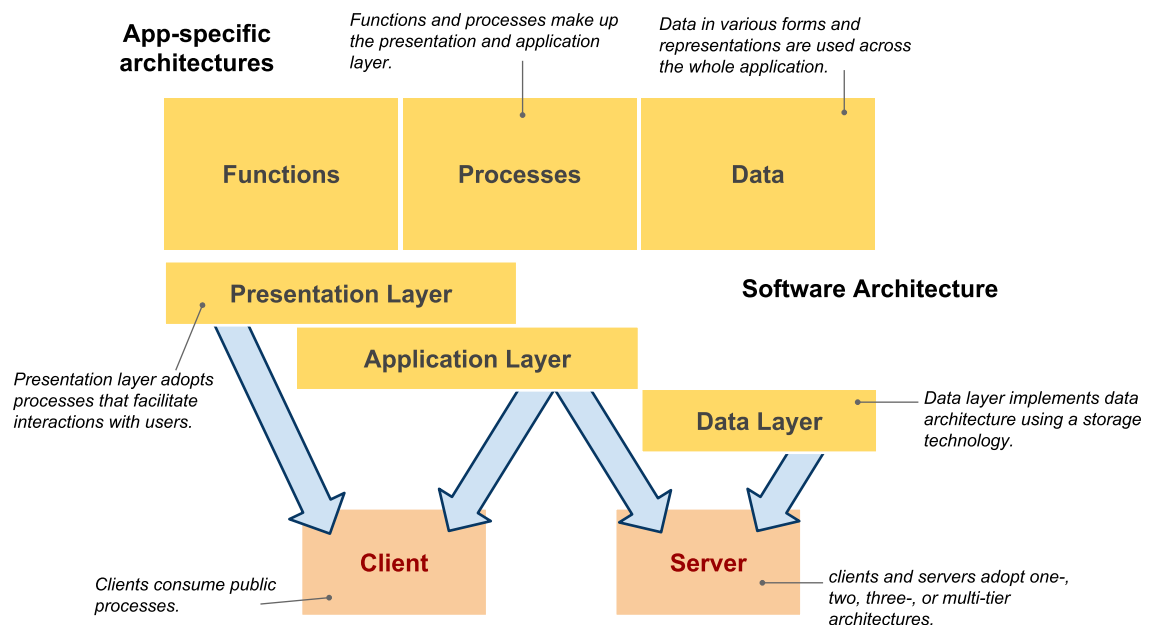 App-specific
architectures
Functions and processes make up
the presentation and application
layer.
Data in various forms and
representations are used across
the whole application.
Functions
Processes
Data
Presentation Layer
Software Architecture
Application Layer
Presentation layer adopts
processes that facilitate
interactions with users.
Data Layer
Data layer implements data
architecture using a storage
technology.
Client
Server
Clients consume public
processes.
clients and servers adopt one-,
two, three-, or multi-tier
architectures.